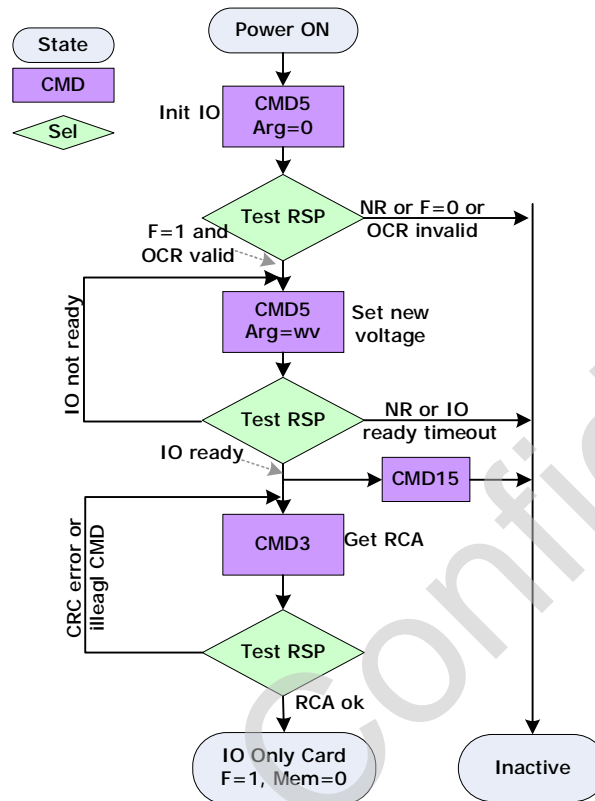 State
CMD
Sel
Power ON
Init IO
CMD5
Arg=0
Test RSP
NR or F=0 or
OCR invalid
F=1 and
OCR valid
IO not ready
CMD5
Arg=wv
Set new
voltage
Test RSP
NR or IO
ready timeout
IO ready
CMD15
CRC error or
illeagl CMD
CMD3
Get RCA
Test RSP
RCA ok
IO Only Card
F=1, Mem=0
Inactive
Confid